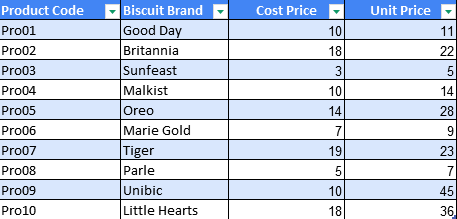 Product Code Biscuit Brand Cost Price Unit Price
Pro01 Good Day 10 11
Pro02 Britannia 18 22
Pro03 Sunfeast 3 5
Pro04 Malkist 10 14
Pro05 Oreo 14 28
Pro06 Marie Gold 7 9
Pro07 Tiger 19 23
Pro08 Parle 5 7
Pro09 Unibic 10 45
Pro10 Little Hearts 18 36